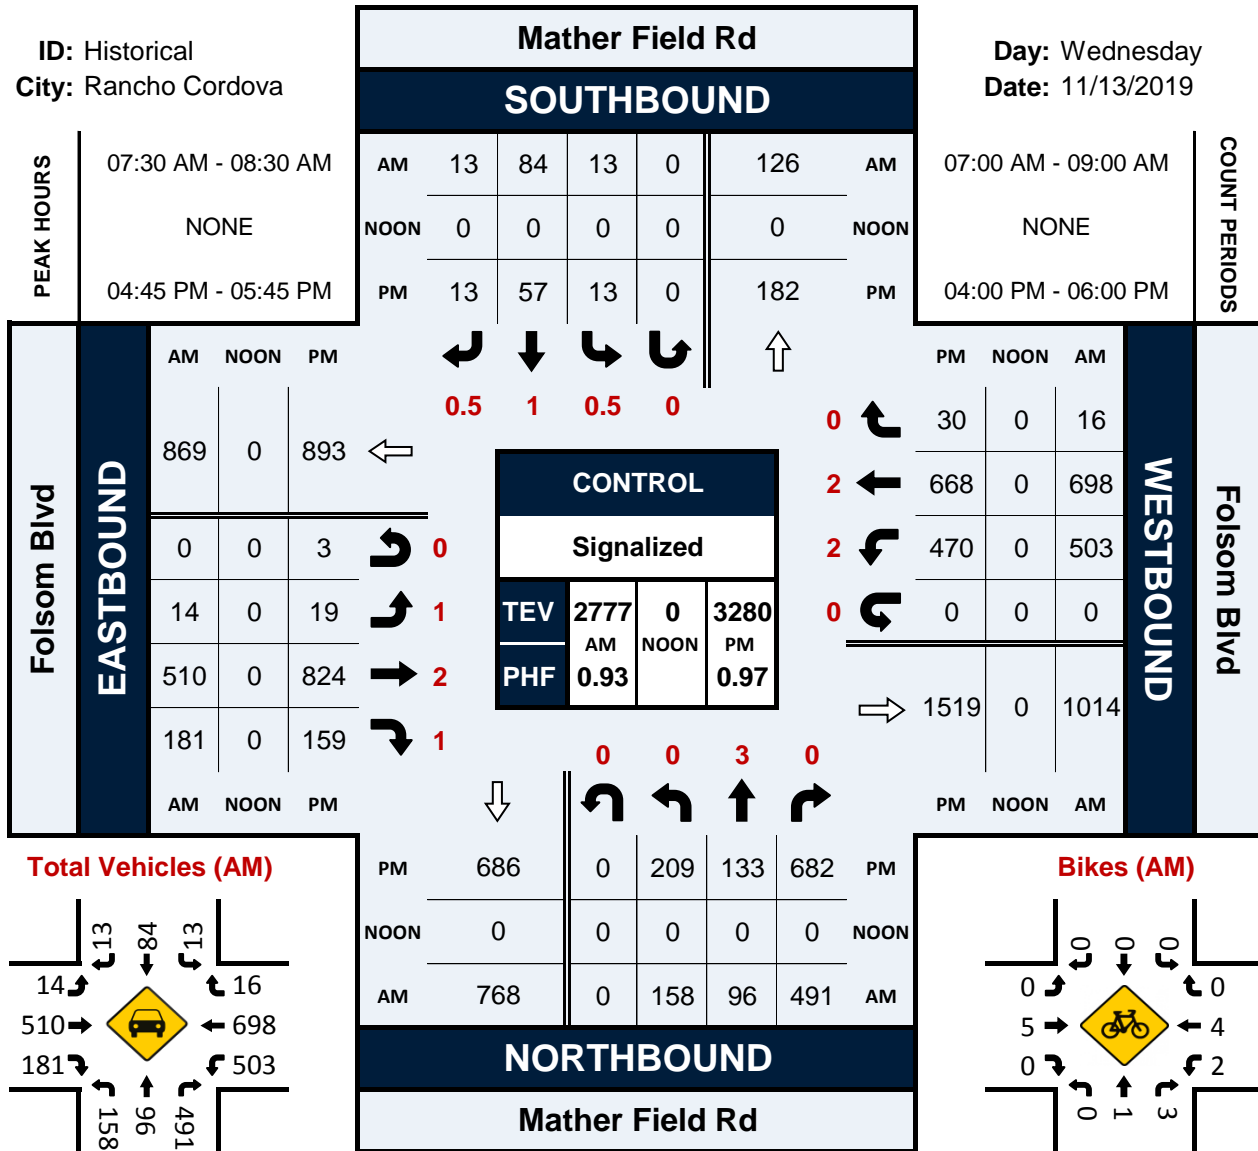 Mather Field Rd
ID: Historical
Day: Wednesday
City: Rancho Cordova
Date: 11/13/2019
SOUTHBOUND
PEAK HOURS
07:30 AM - 08:30 AM
AM 13 84 13 0 126 AM
07:00 AM - 09:00 AM
COUNT PERIODS
NONE
NOON 0 0 0 0 0 NOON
NONE
04:45 PM - 05:45 PM
PM 13 57 13 0 182 PM
04:00 PM - 06:00 PM
Folsom Blvd
EASTBOUND
AM NOON PM
PM NOON AM
0.5 1 0.5 0
0 30 0 16
869 0 893
2 668 0 698
0 0 3 0
2 470 0 503
14 0 19 1
0 0 0 0
510 0 824 2
1519 0 1014
181 0 159 1
WESTBOUND
Folsom Blvd
CONTROL
Signalized
TEV 2777 0 3280
AM NOON PM
PHF 0.93 0.97
0 0 3 0
AM NOON PM
PM NOON AM
PM 686 0 209 133 682 PM
NOON 0 0 0 0 0 NOON
AM 768 0 158 96 491 AM
NORTHBOUND
Mather Field Rd
Total Vehicles (AM)
13 84 13
14 16
510 698
181 503
158 96 491
Bikes (AM)
0 0 0
0 0
5 4
0 2
0 1 3